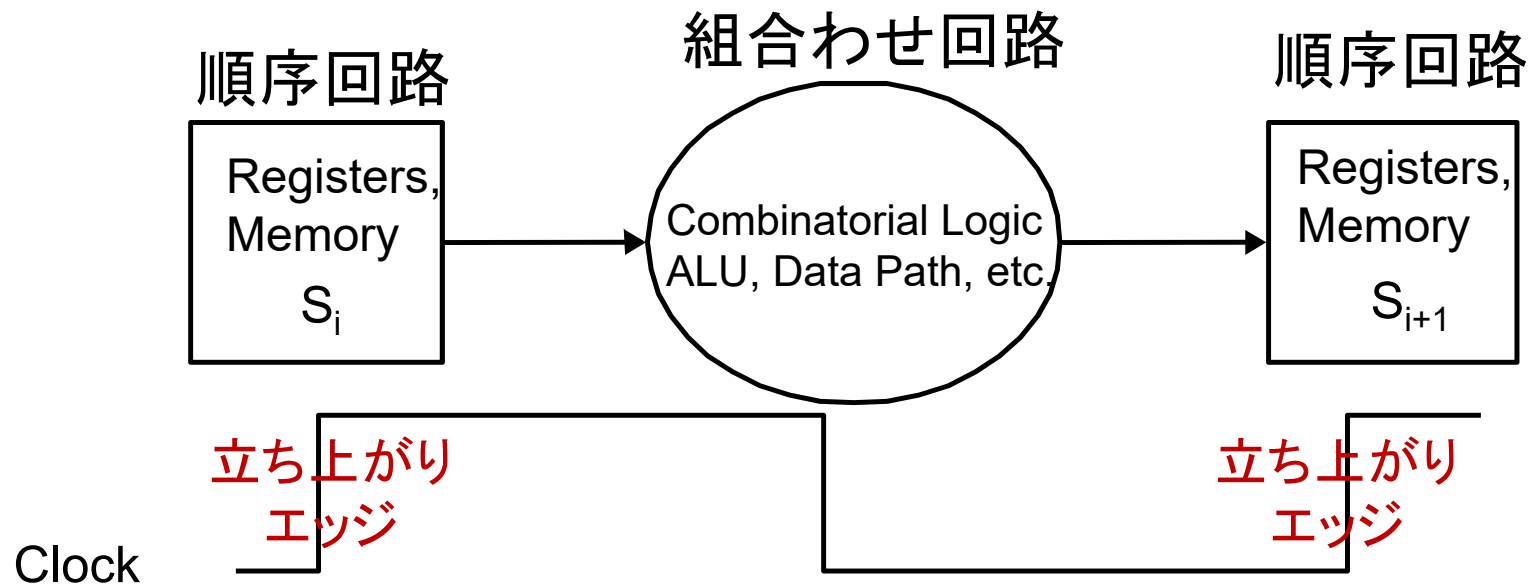 順序回路
組合わせ回路
順序回路
Registers,
Memory
Sᵢ
Combinatorial Logic
ALU, Data Path, etc.
Registers,
Memory
Sᵢ₊₁
立ち上がり
エッジ
立ち上がり
エッジ
Clock